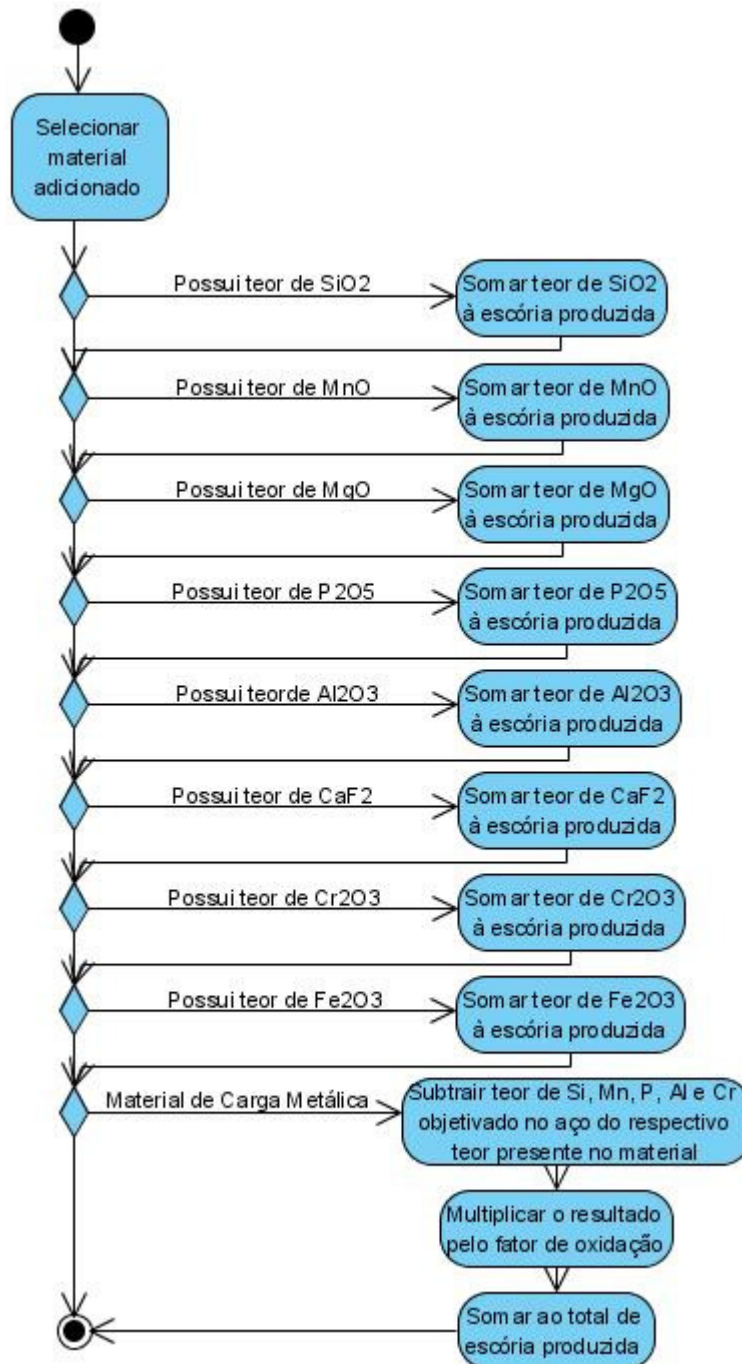 Selecionar
material
adicionado
Possui teor de SiO2
Somar teor de SiO2
à escória produzida
Possui teor de MnO
Somar teor de MnO
à escória produzida
Possui teor de MgO
Somar teor de MgO
à escória produzida
Possui teor de P2O5
Somar teor de P2O5
à escória produzida
Possui teor de Al2O3
Somar teor de Al2O3
à escória produzida
Possui teor de CaF2
Somar teor de CaF2
à escória produzida
Possui teor de Cr2O3
Somar teor de Cr2O3
à escória produzida
Possui teor de Fe2O3
Somar teor de Fe2O3
à escória produzida
Material de Carga Metálica
Subtrair teor de Si, Mn, P, Al e Cr
objetivado no aço do respectivo
teor presente no material
Multiplicar o resultado
pelo fator de oxidação
Somar ao total de
escória produzida